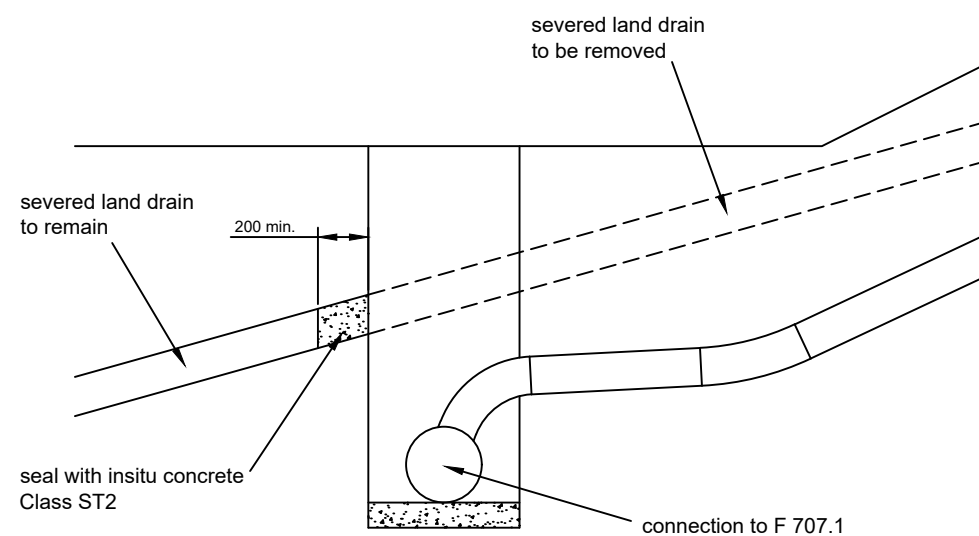 severed land drain
to be removed
severed land drain
to remain
200 min.
seal with insitu concrete
Class ST2
connection to F 707.1